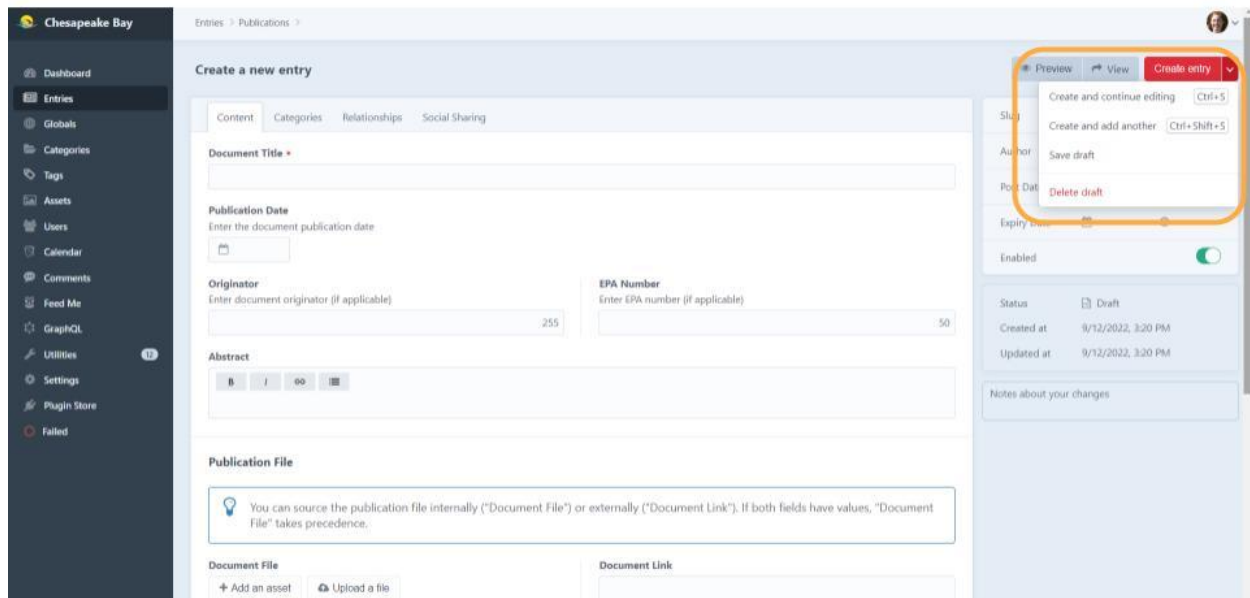 Chesapeake Bay
Entries > Publications >
Dashboard
Entries
Globals
Categories
Tags
Assets
Users
Calendar
Comments
Feed Me
GraphQL
Utilities 12
Settings
Plugin Store
Failed
Create a new entry
Preview View Create entry
Create and continue editing Ctrl+S
Create and add another Ctrl+Shift+S
Save draft
Delete draft
Content Categories Relationships Social Sharing
Document Title
Publication Date
Enter the document publication date
Originator
Enter document originator (if applicable)
255
EPA Number
Enter EPA number (if applicable)
50
Abstract
B I
Publication File
You can source the publication file internally ("Document File") or externally ("Document Link"). If both fields have values, "Document
File" takes precedence.
Document File
+ Add an asset Upload a file
Document Link
Enabled
Status Draft
Created at 9/12/2022, 3:20 PM
Updated at 9/12/2022, 3:20 PM
Notes about your changes